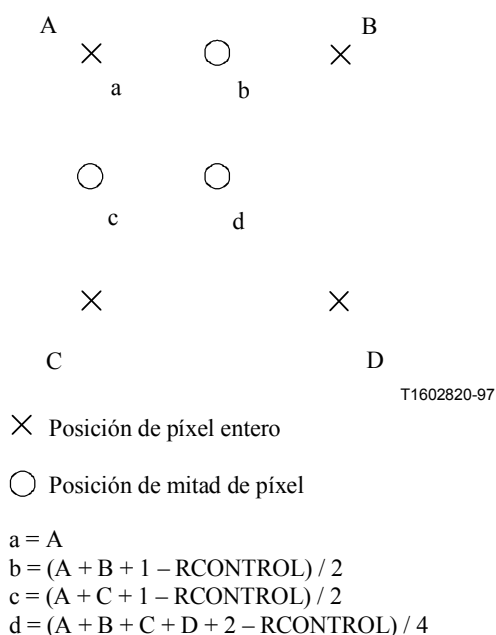 A B
a b
c d
C D
T1602820-97
Posición de píxel entero
Posición de mitad de píxel
a = A
b = (A + B + 1 – RCONTROL) / 2
c = (A + C + 1 – RCONTROL) / 2
d = (A + B + C + D + 2 – RCONTROL) / 4